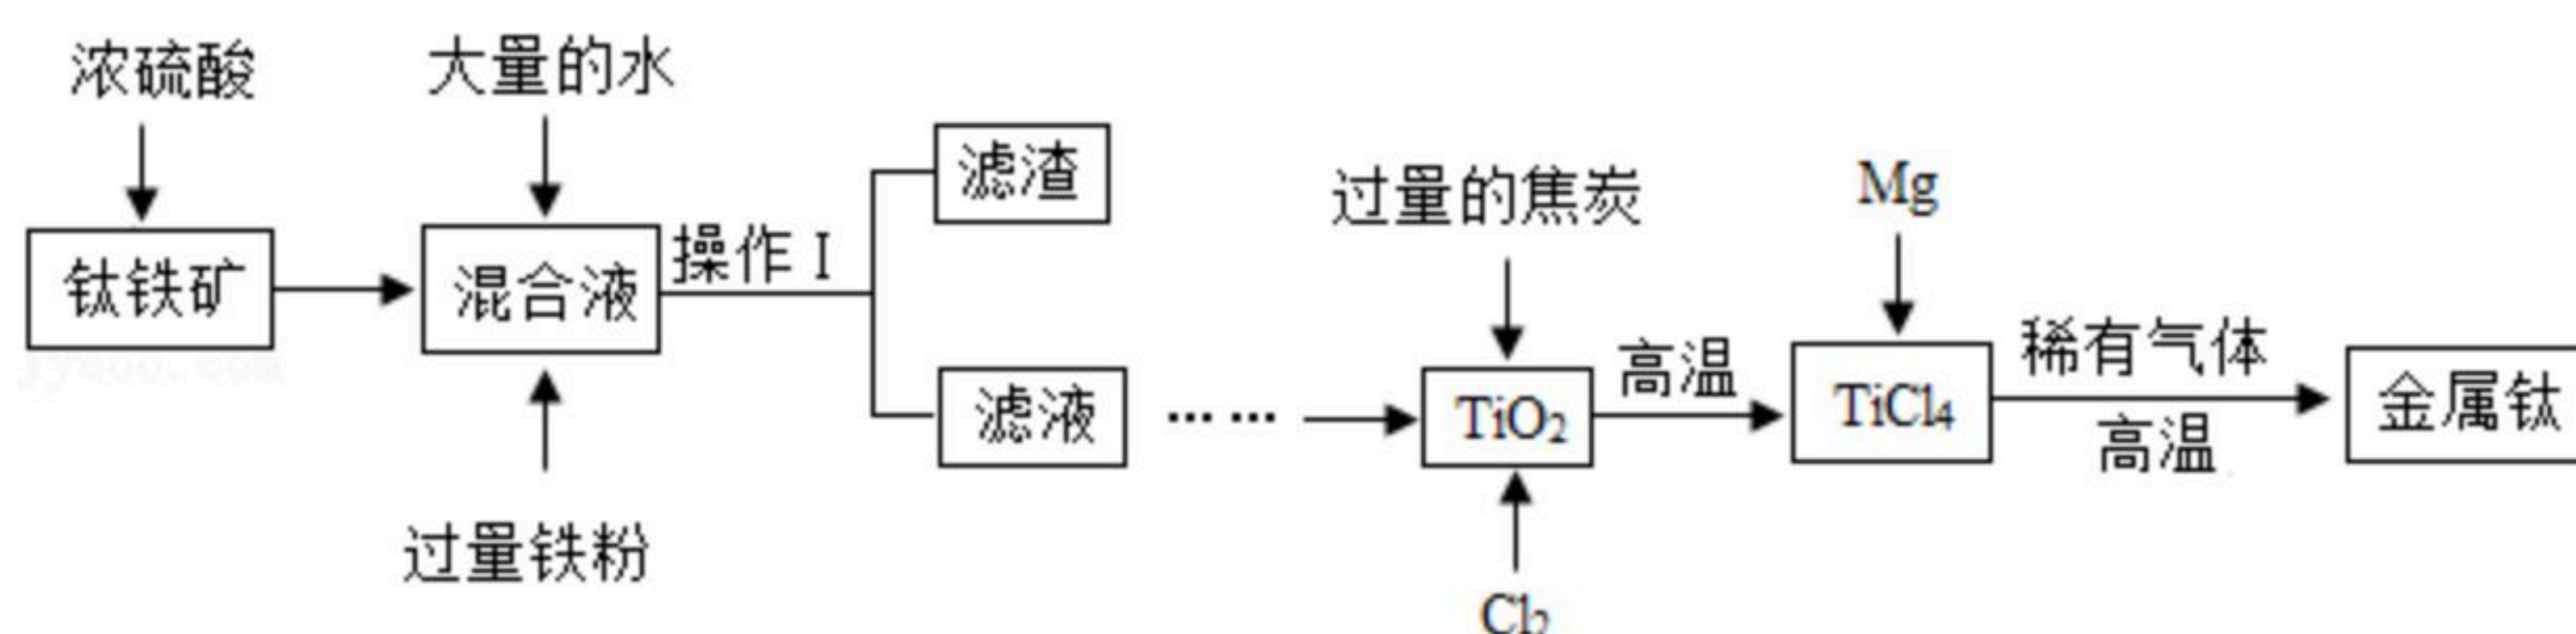 浓硫酸
大量的水
钛铁矿
混合液
操作 I
过量铁粉
滤渣
滤液
…… 
过量的焦炭
TiO₂
Cl₂
高温
Mg
TiCl₄
稀有气体
高温
金属钛